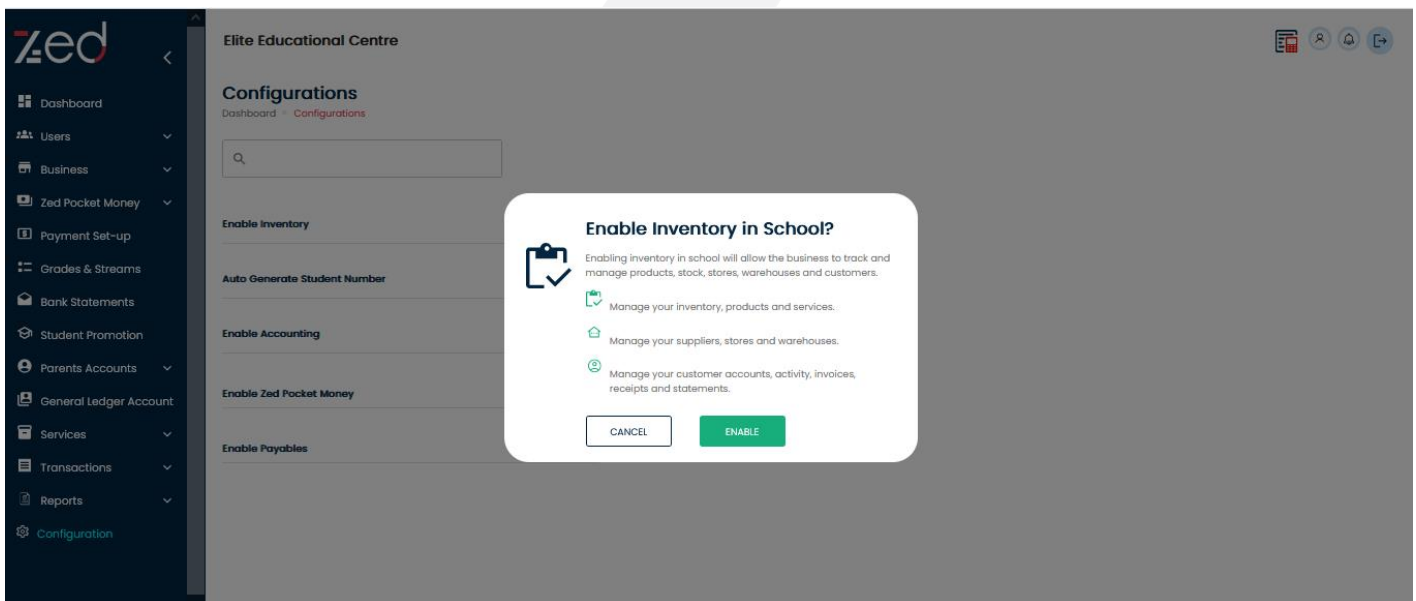 zed
Elite Educational Centre
Dashboard
Users
Business
Zed Pocket Money
Payment Set-up
Grades & Streams
Bank Statements
Student Promotion
Parents Accounts
General Ledger Account
Services
Transactions
Reports
Configuration
Configurations
Dashboard - Configurations
Enable Inventory
Auto Generate Student Number
Enable Accounting
Enable Zed Pocket Money
Enable Payables
Enable Inventory in School?
Enabling inventory in school will allow the business to track and
manage products, stock, stores, warehouses and customers.
Manage your inventory, products and services.
Manage your suppliers, stores and warehouses.
Manage your customer accounts, activity, invoices,
receipts and statements.
CANCEL
ENABLE